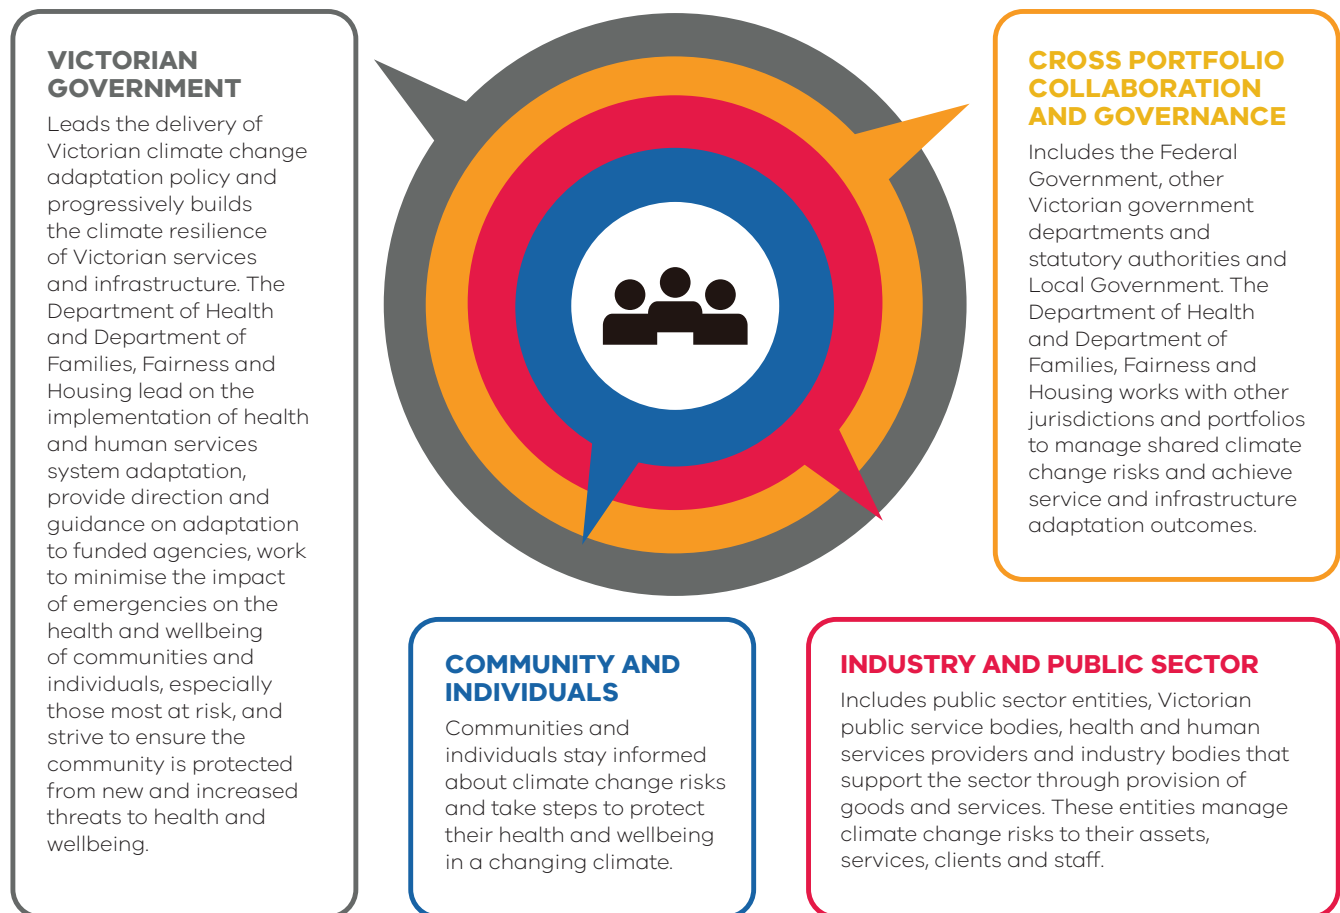 VICTORIAN
GOVERNMENT
Leads the delivery of
Victorian climate change
adaptation policy and
progressively builds
the climate resilience
of Victorian services
and infrastructure. The
Department of Health
and Department of
Families, Fairness and
Housing lead on the
implementation of health
and human services
system adaptation,
provide direction and
guidance on adaptation
to funded agencies, work
to minimise the impact
of emergencies on the
health and wellbeing
of communities and
individuals, especially
those most at risk, and
strive to ensure the
community is protected
from new and increased
threats to health and
wellbeing.
CROSS PORTFOLIO
COLLABORATION
AND GOVERNANCE
Includes the Federal
Government, other
Victorian government
departments and
statutory authorities and
Local Government. The
Department of Health
and Department of
Families, Fairness and
Housing works with other
jurisdictions and portfolios
to manage shared climate
change risks and achieve
service and infrastructure
adaptation outcomes.
COMMUNITY AND
INDIVIDUALS
Communities and
individuals stay informed
about climate change risks
and take steps to protect
their health and wellbeing
in a changing climate.
INDUSTRY AND PUBLIC SECTOR
Includes public sector entities, Victorian
public service bodies, health and human
services providers and industry bodies that
support the sector through provision of
goods and services. These entities manage
climate change risks to their assets,
services, clients and staff.